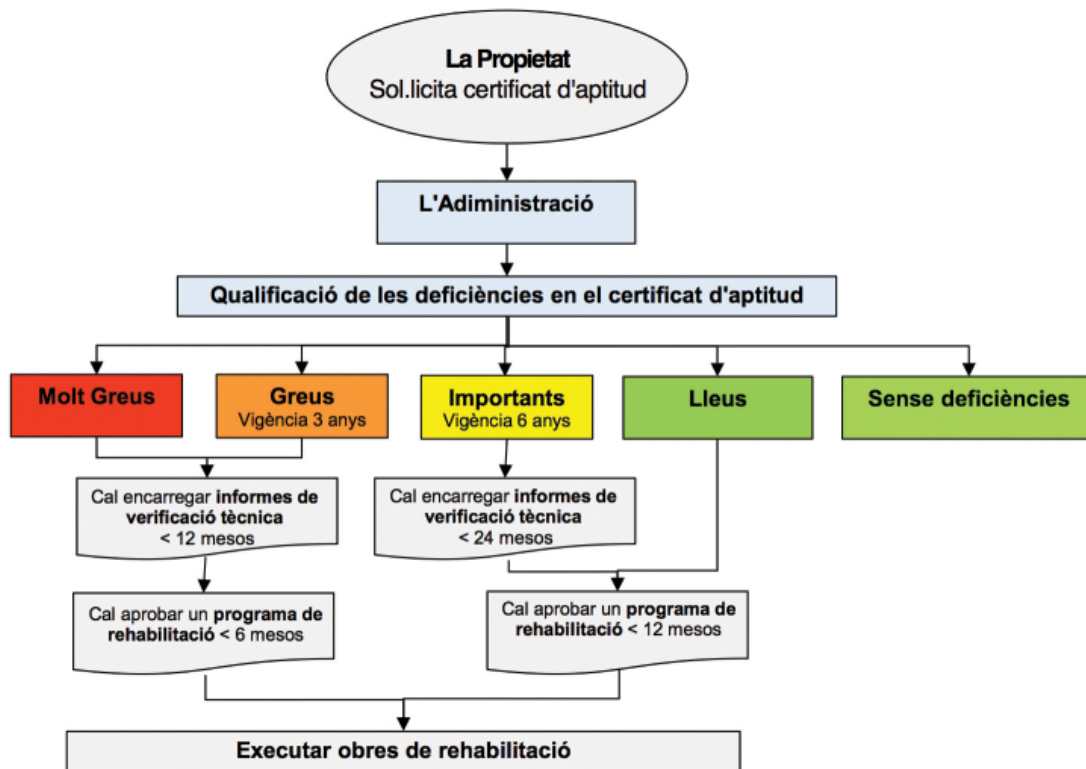 La Propietat
Sol.licita certificat d'aptitud
L'Adiministració
Qualificació de les deficiències en el certificat d'aptitud
Molt Greus
Greus
Vigència 3 anys
Importants
Vigència 6 anys
Lleus
Sense deficiències
Cal encarregar informes de
verificació tècnica
< 12 mesos
Cal encarregar informes de
verificació tècnica
< 24 mesos
Cal aprobar un programa de
rehabilitació < 6 mesos
Cal aprobar un programa de
rehabilitació < 12 mesos
Executar obres de rehabilitació